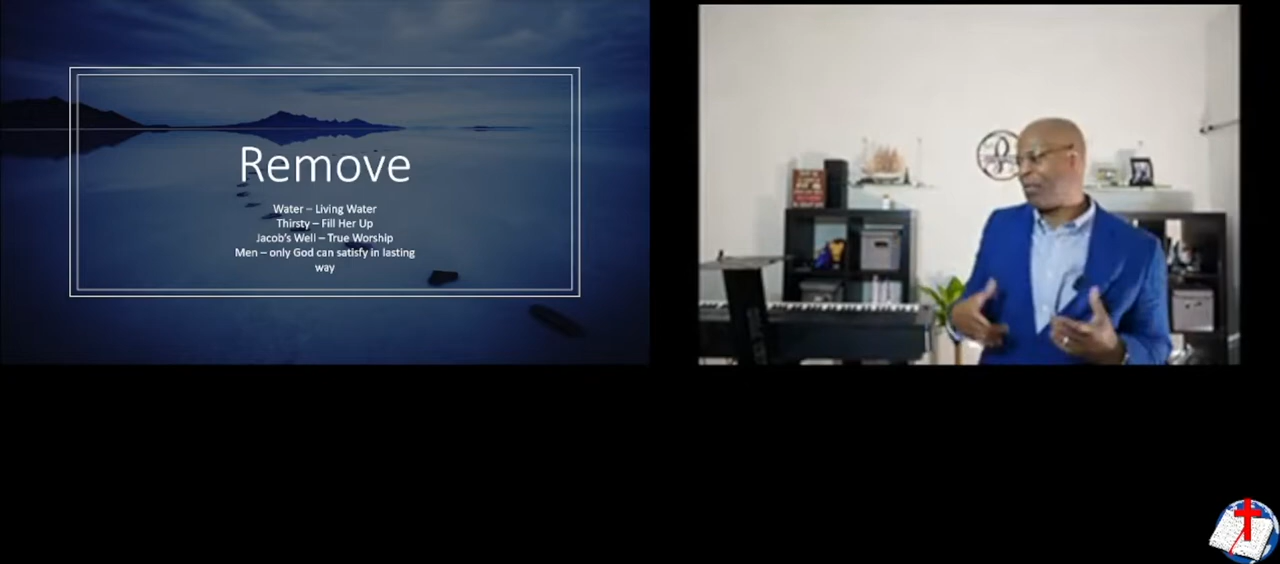 Remove
Water – Living Water
Thirsty – Fill Her Up
Jacob's Well – True Worship
Men – only God can satisfy in lasting
way